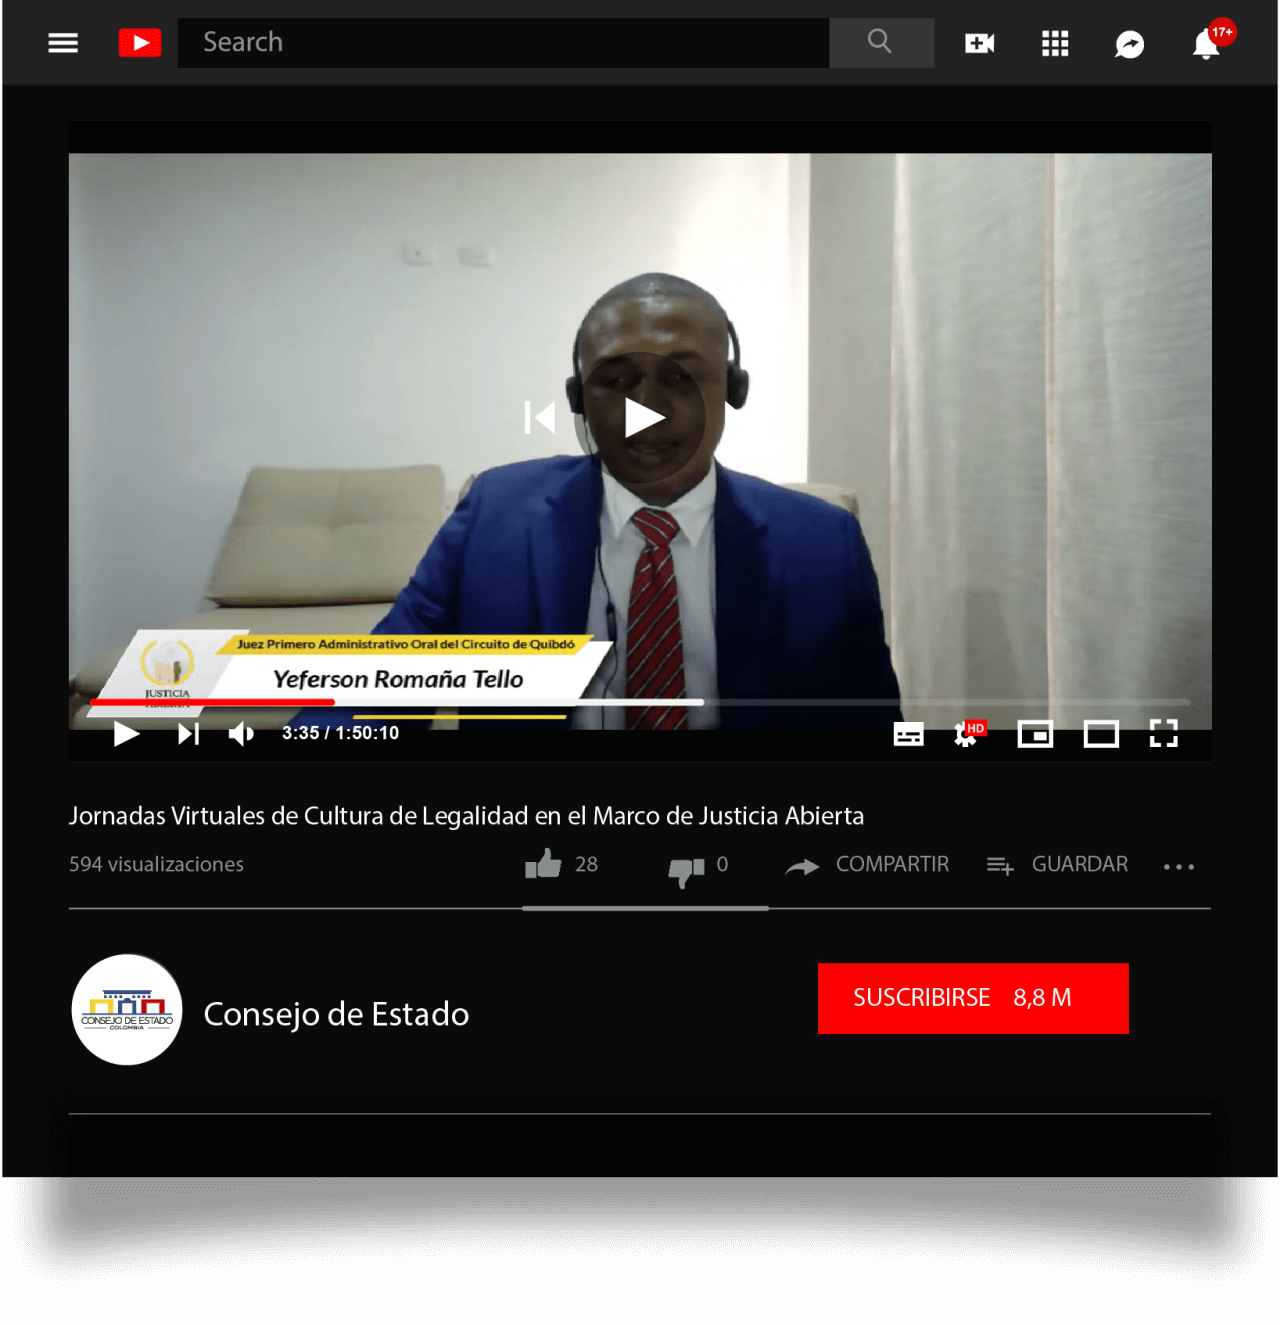 Search
17+
Juez Primero Administrativo Oral del Circuito de Quibdó
Yeferson Romaña Tello
JUSTICIA
ABIERTA
3:35 / 1:50:10
HD
Jornadas Virtuales de Cultura de Legalidad en el Marco de Justicia Abierta
594 visualizaciones
28
0
COMPARTIR
GUARDAR
CONSEJO DE ESTADO
COLOMBIA
Consejo de Estado
SUSCRIBIRSE 8,8 M